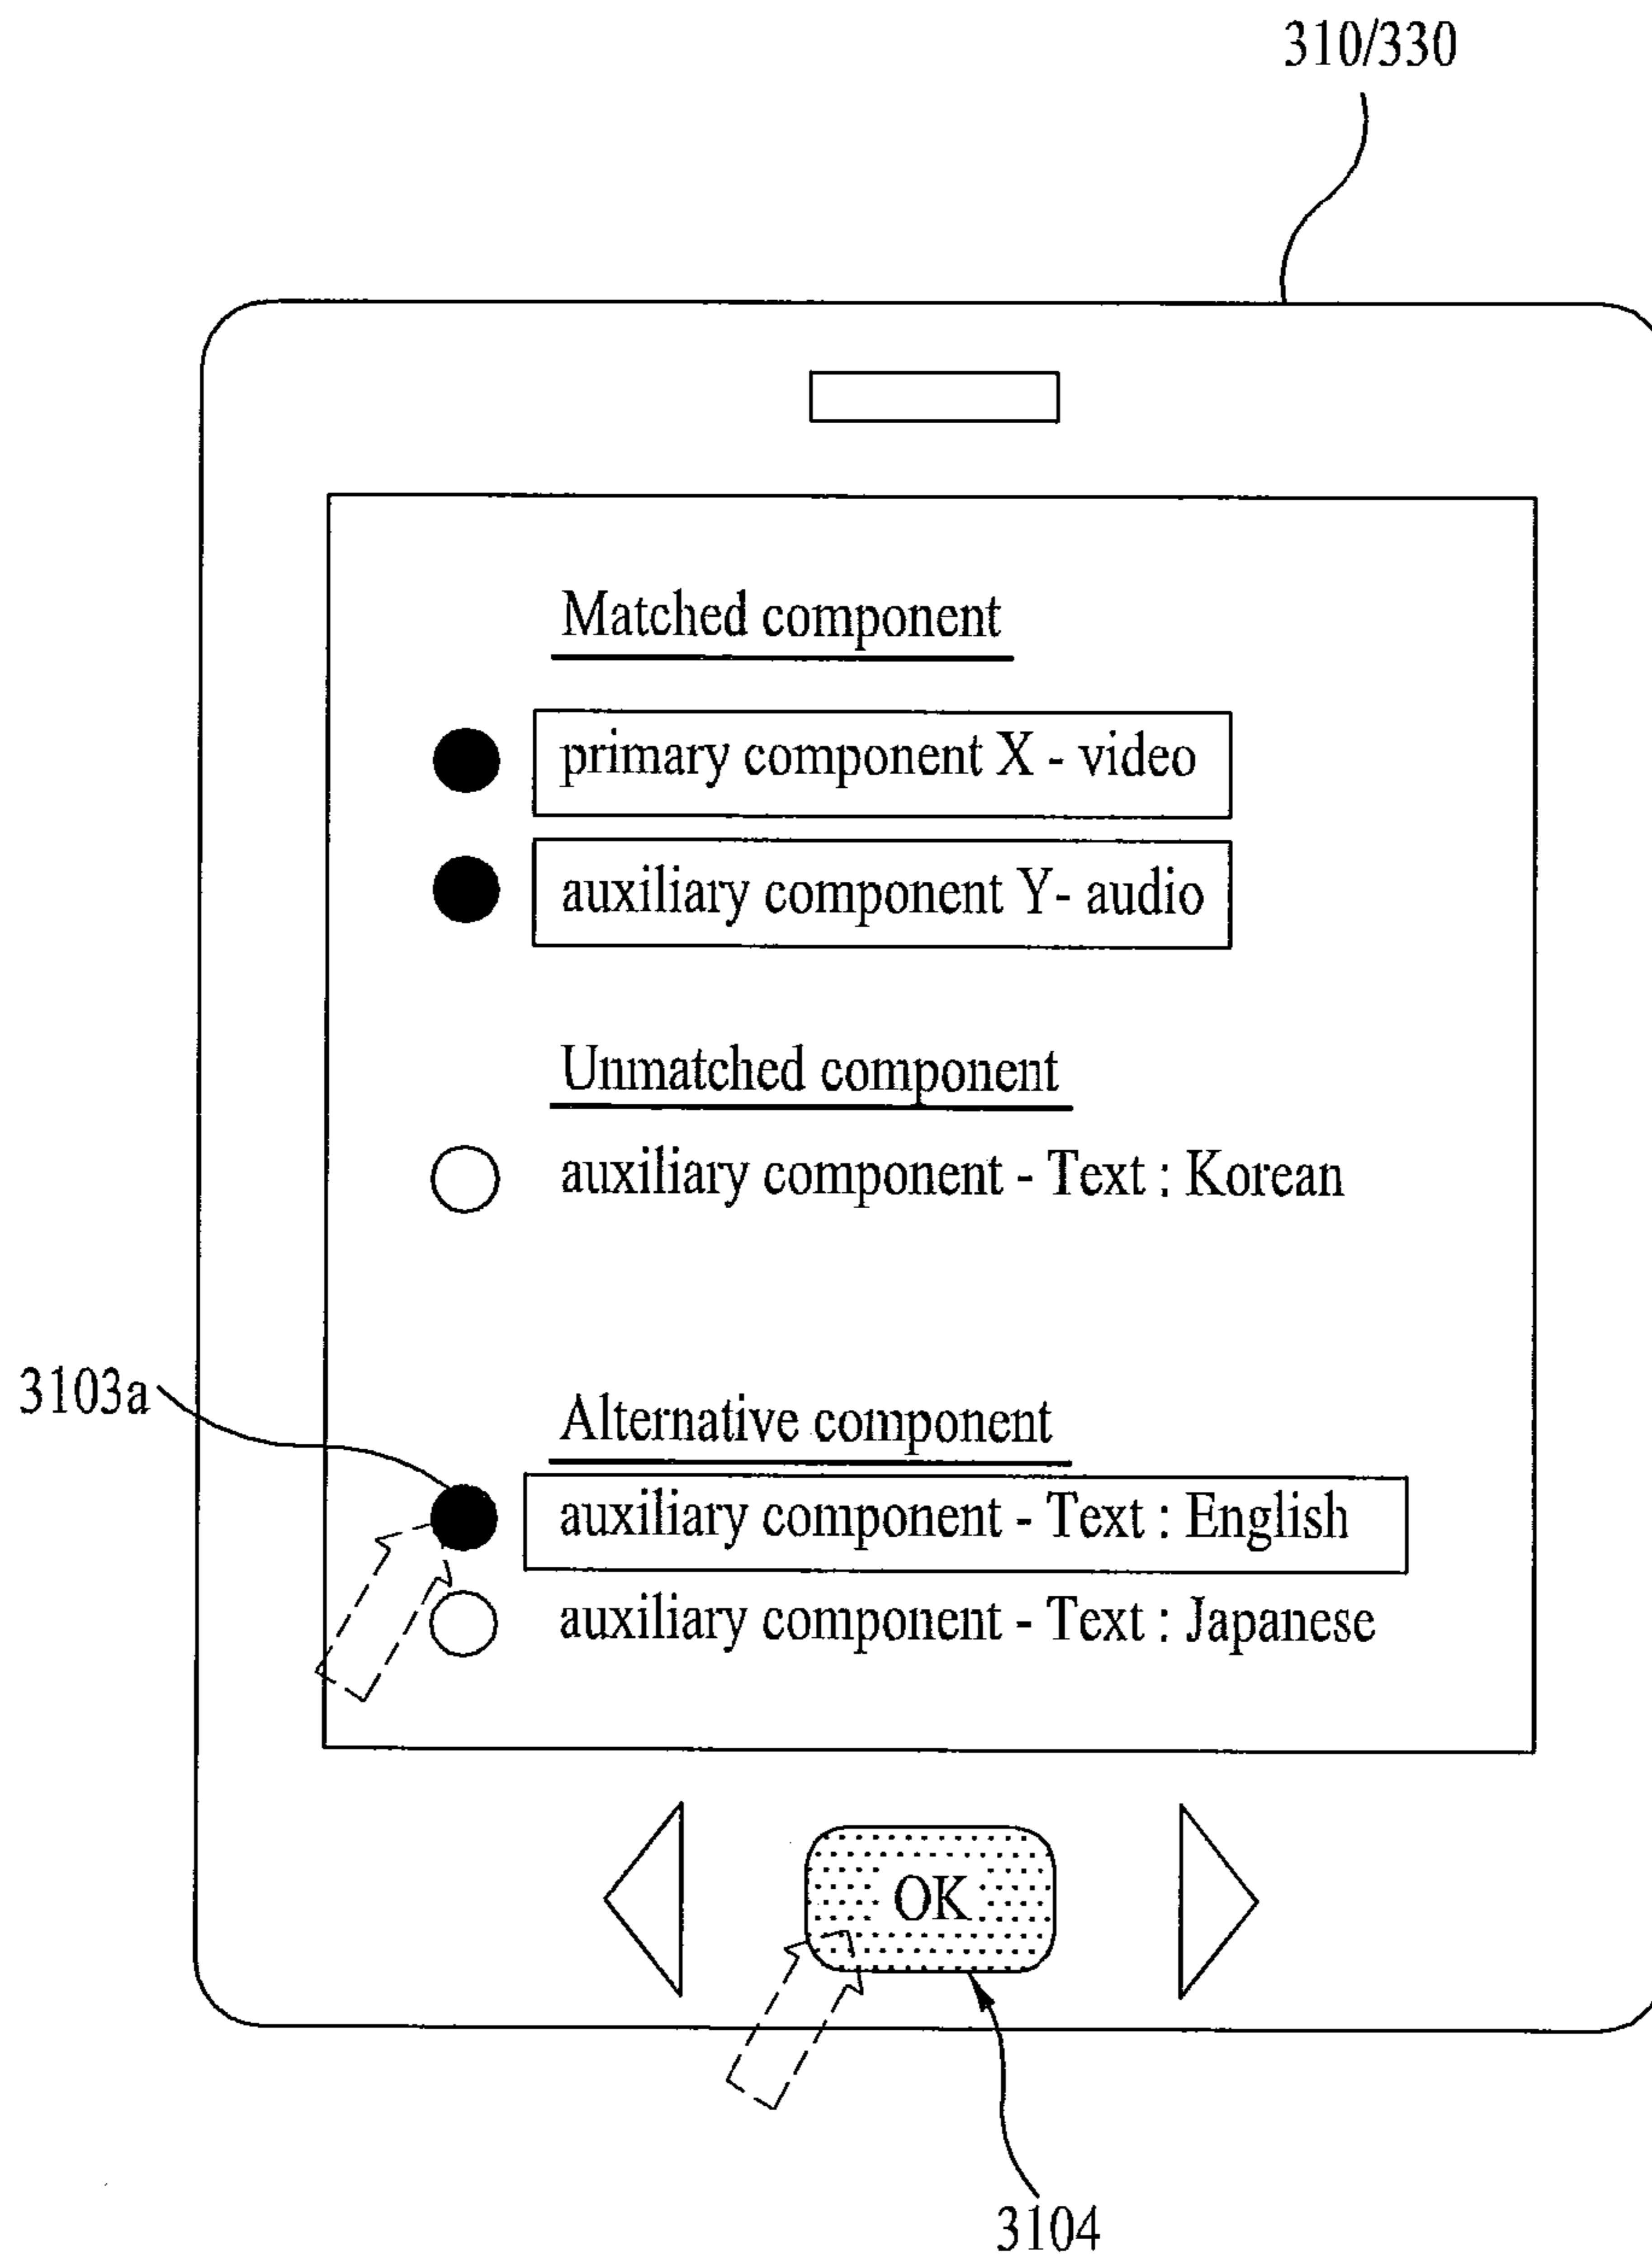 310/330
Matched component
primary component X - video
auxiliary component Y- audio
Unmatched component
auxiliary component - Text : Korean
3103a
Alternative component
auxiliary component - Text : English
auxiliary component - Text : Japanese
OK
3104